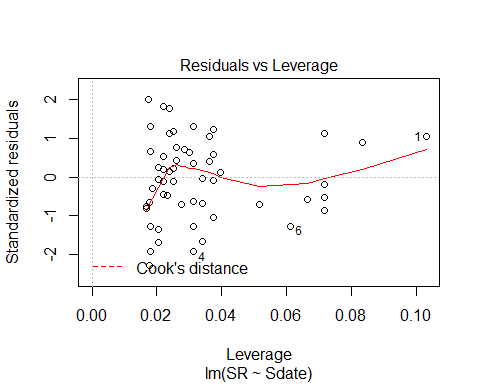 Residuals vs Leverage
Standardized residuals
2
1
0
-1
-2
1
6
4
Cook's distance
0.00 0.02 0.04 0.06 0.08 0.10
Leverage
lm(SR ~ Sdate)